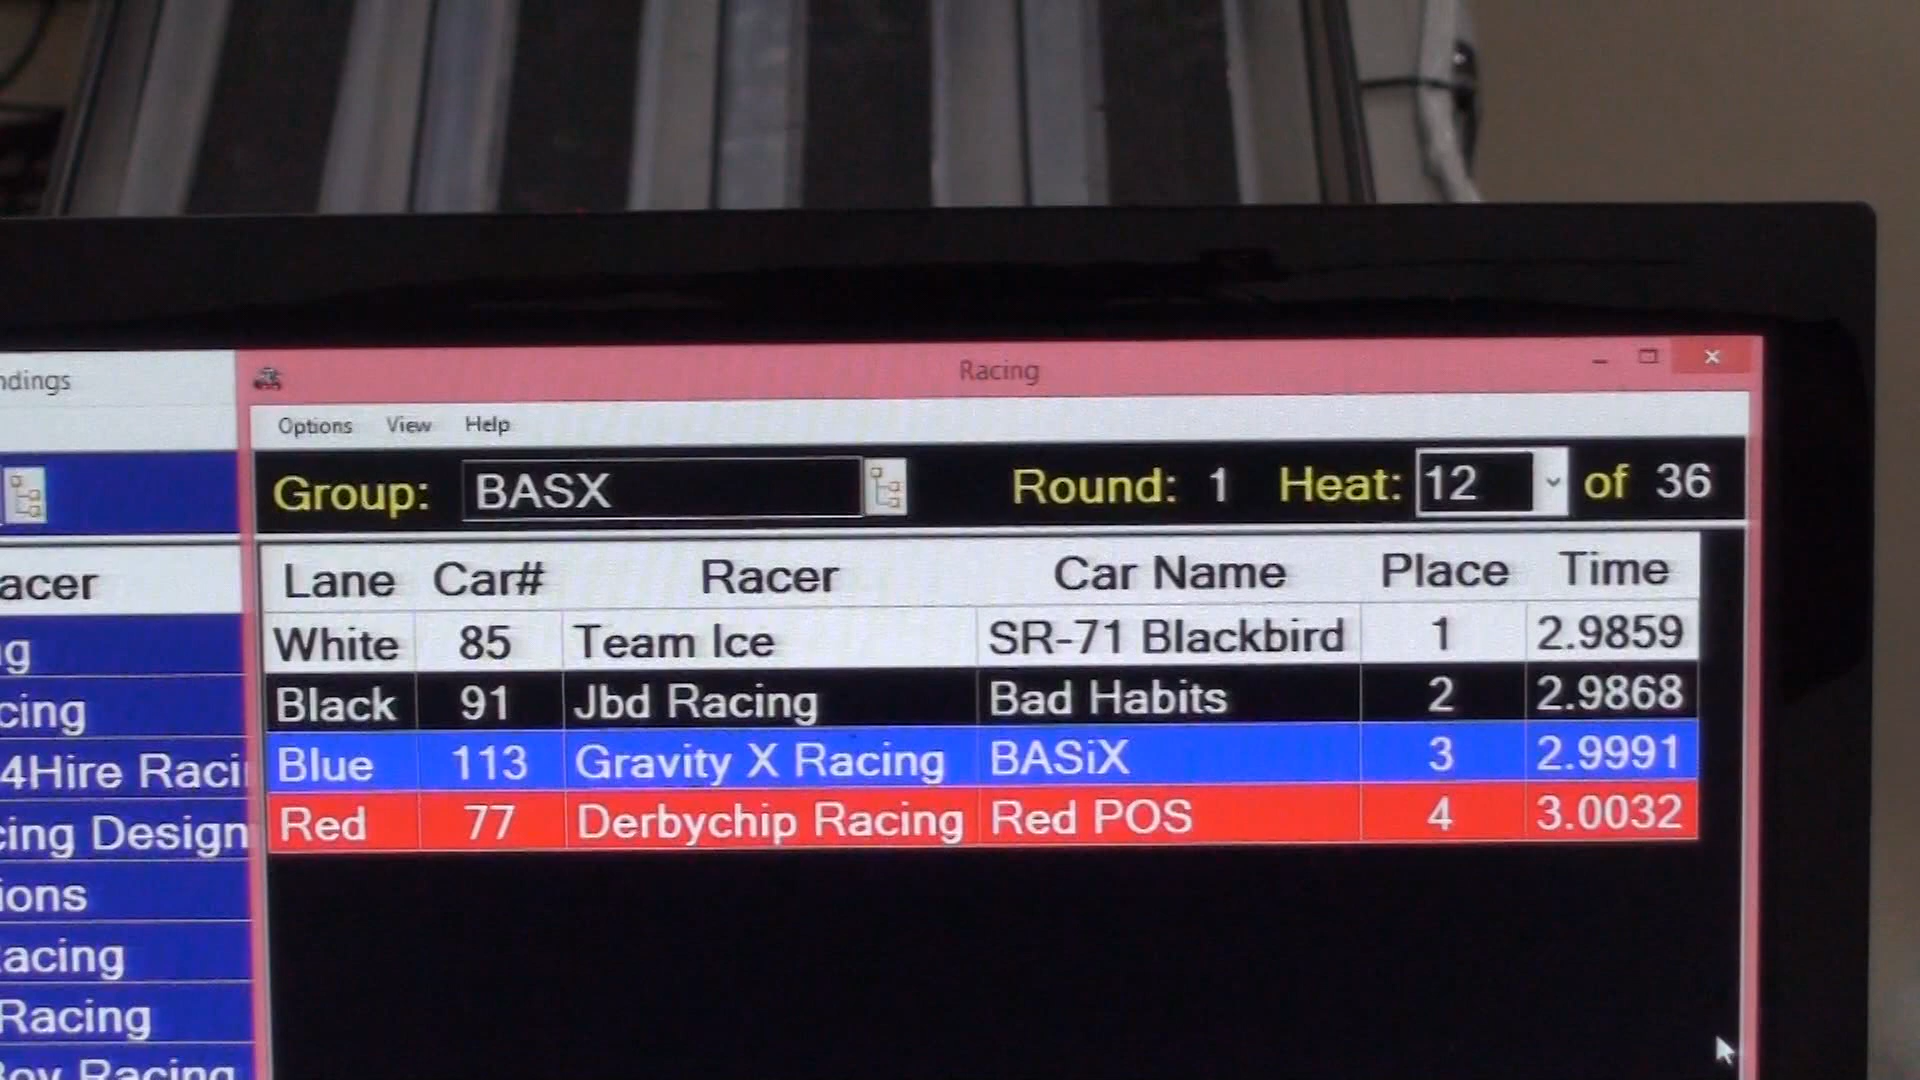 ndings
Racing
Options View Help
Group: BASX Round: 1 Heat: 12 of 36
acer
Lane Car# Racer Car Name Place Time
White 85 Team Ice SR-71 Blackbird 1 2.9859
Black 91 Jbd Racing Bad Habits 2 2.9868
Blue 113 Gravity X Racing BASiX 3 2.9991
Red 77 Derbychip Racing Red POS 4 3.0032
g
cing
4Hire Raci
cing Design
ions
acing
Racing
Boy Racing